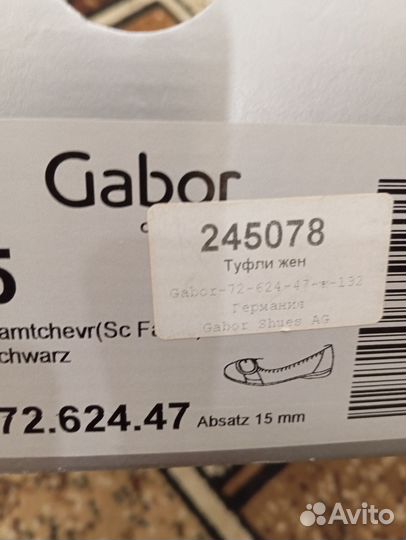 Gabor
245078
Туфли жен
Gabor-72-624-47-т-132
Германия
Gabor Shues AG
5
amtchevr(Sc Fa
chwarz
72.624.47 Absatz 15 mm
Avito